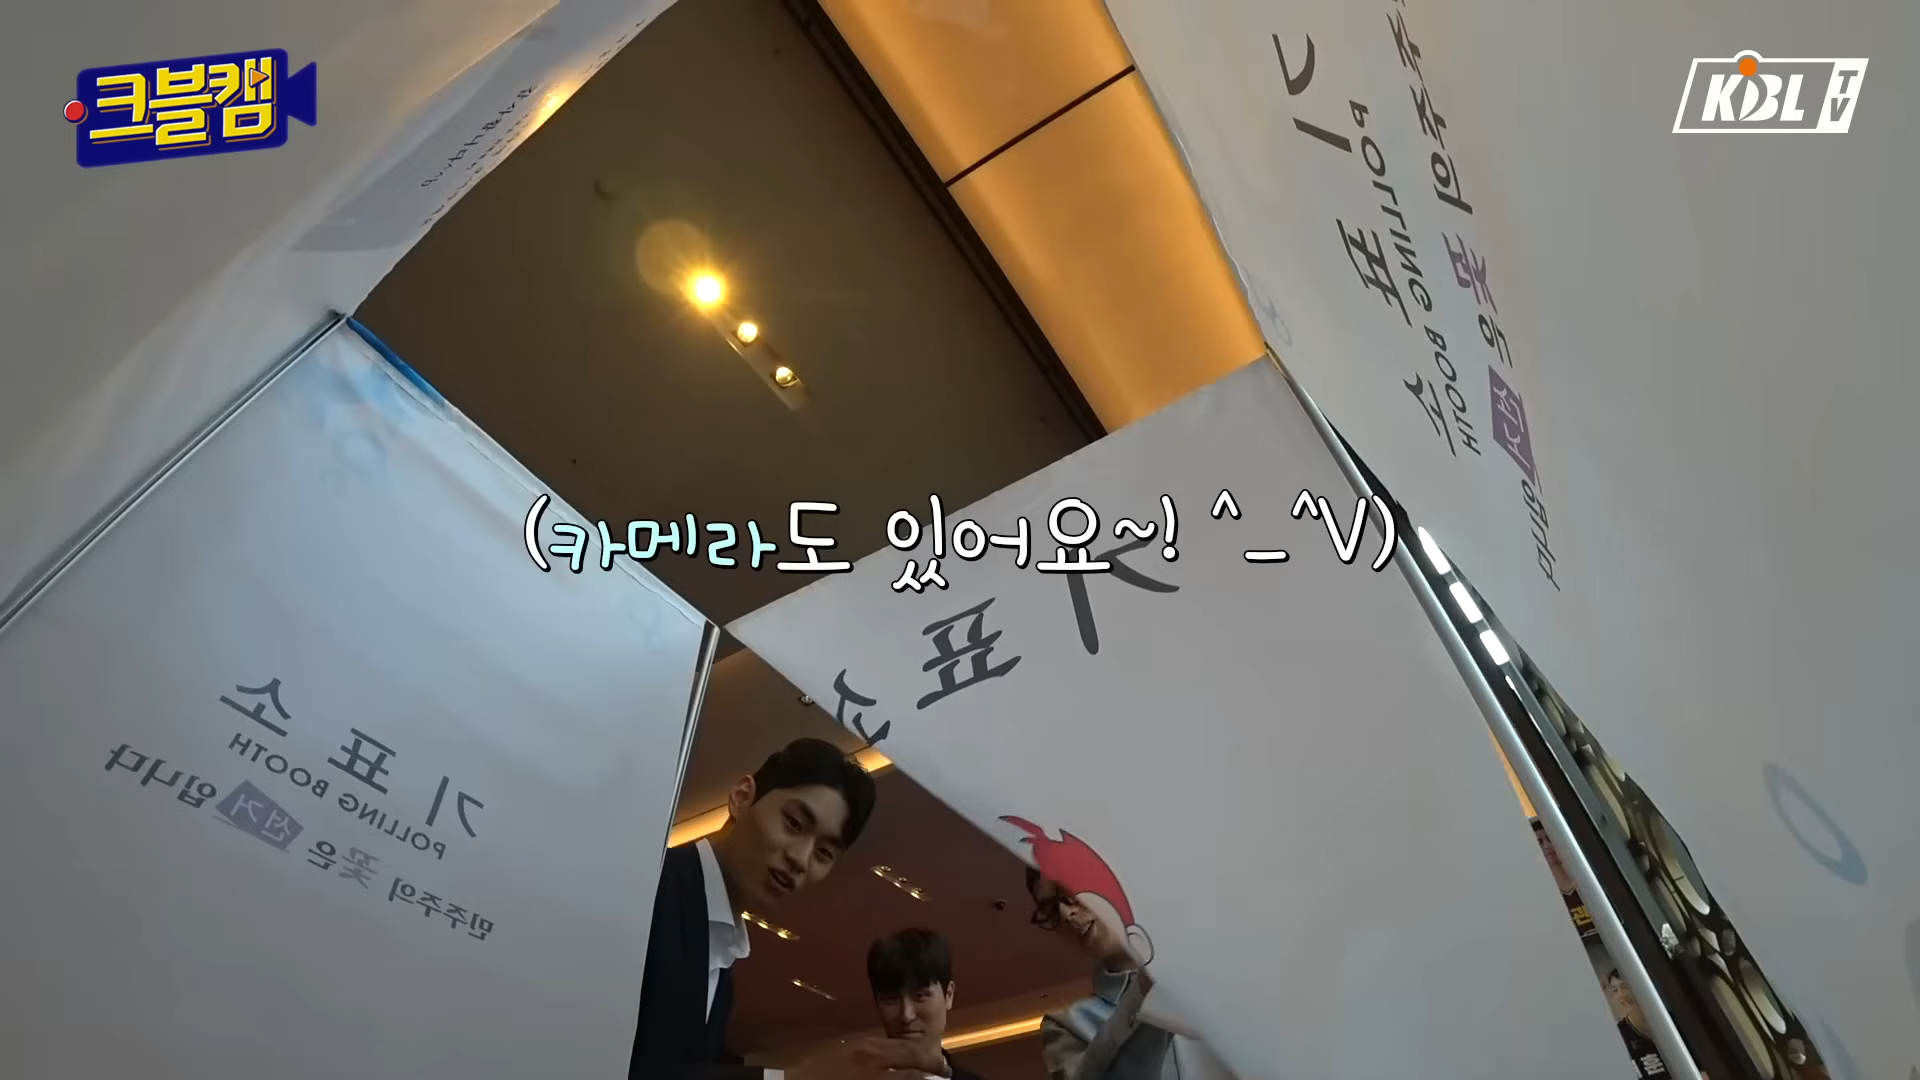 크블캠
KBL TV
(카메라도 있어요~! ^_^V)
기표소
POLLING BOOTH
민주주의 꽃은 선거 입니다
기표소
기표소
POLLING BOOTH
민주주의 꽃은 선거 입니다